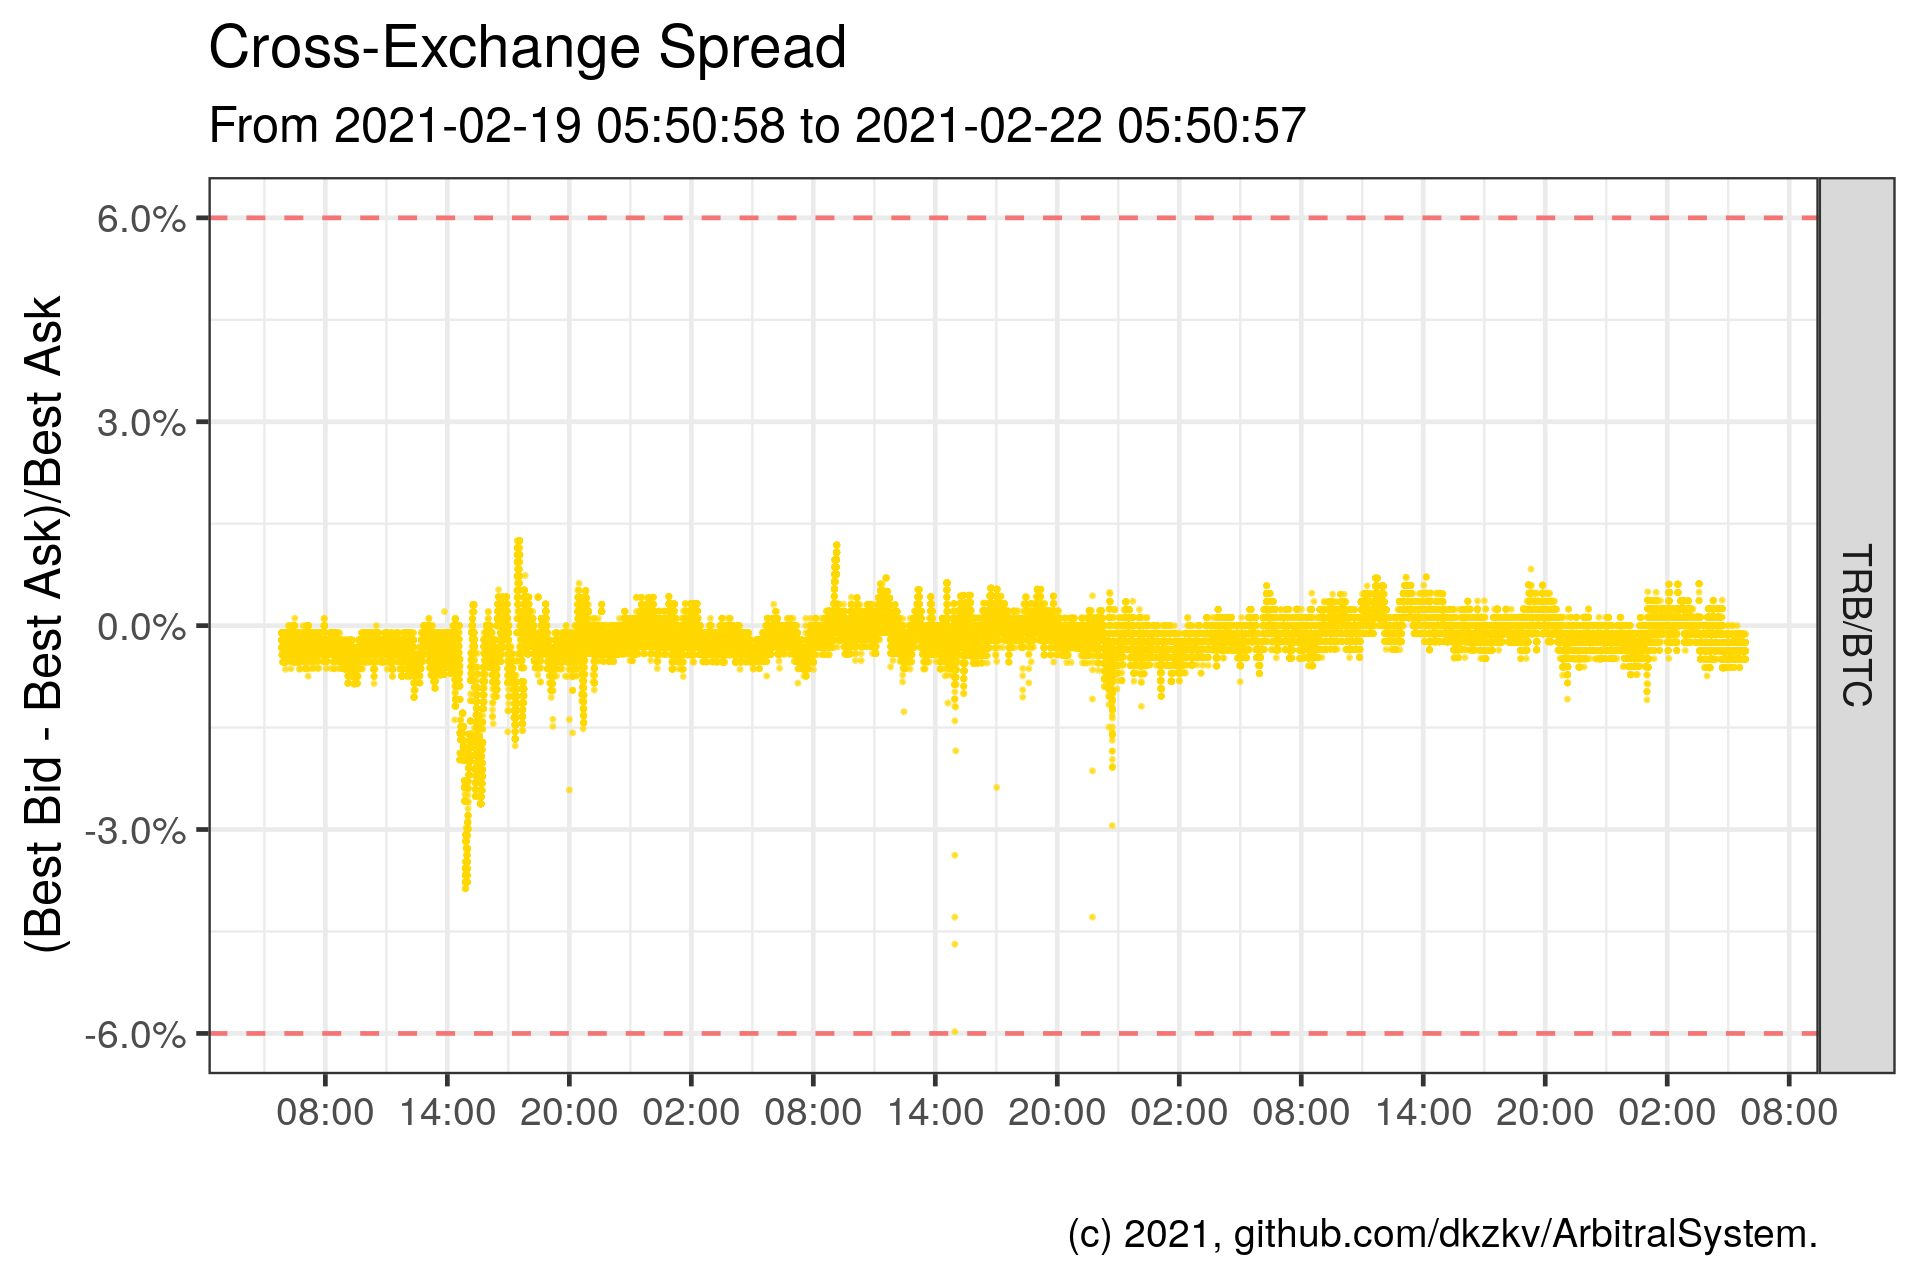 Cross-Exchange Spread
From 2021-02-19 05:50:58 to 2021-02-22 05:50:57
(Best Bid - Best Ask)/Best Ask
6.0%
3.0%
0.0%
-3.0%
-6.0%
TRB/BTC
08:00 14:00 20:00 02:00 08:00 14:00 20:00 02:00 08:00 14:00 20:00 02:00 08:00
(c) 2021, github.com/dkzkv/ArbitralSystem.